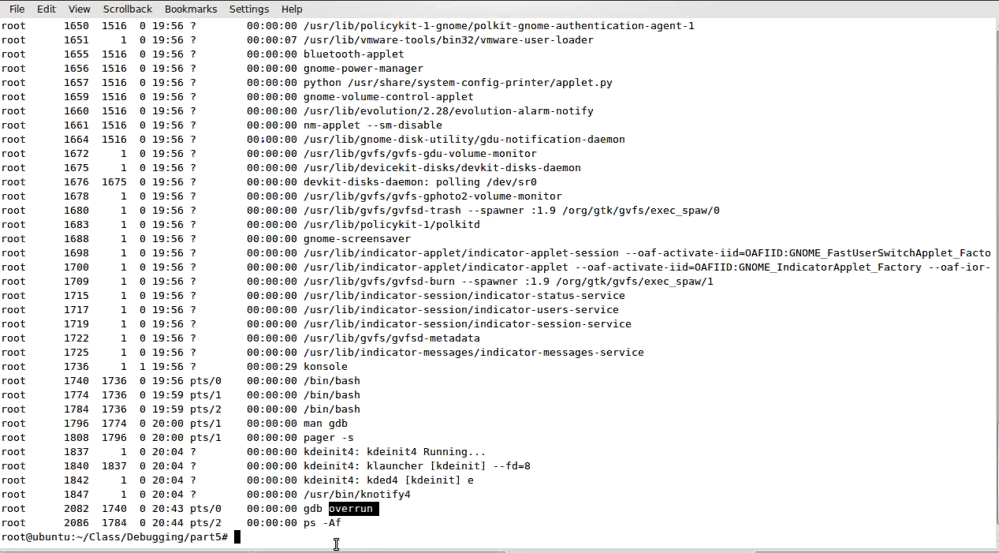 File Edit View Scrollback Bookmarks Settings Help
root 1650 1516 0 19:56 ? 00:00:00 /usr/lib/policykit-1-gnome/polkit-gnome-authentication-agent-1
root 1651 1 0 19:56 ? 00:00:07 /usr/lib/vmware-tools/bin32/vmware-user-loader
root 1655 1516 0 19:56 ? 00:00:00 bluetooth-applet
root 1656 1516 0 19:56 ? 00:00:00 gnome-power-manager
root 1657 1516 0 19:56 ? 00:00:00 python /usr/share/system-config-printer/applet.py
root 1659 1516 0 19:56 ? 00:00:00 gnome-volume-control-applet
root 1660 1516 0 19:56 ? 00:00:00 /usr/lib/evolution/2.28/evolution-alarm-notify
root 1661 1516 0 19:56 ? 00:00:00 nm-applet --sm-disable
root 1664 1516 0 19:56 ? 00:00:00 /usr/lib/gnome-disk-utility/gdu-notification-daemon
root 1672 1 0 19:56 ? 00:00:00 /usr/lib/gvfs/gvfs-gdu-volume-monitor
root 1675 1 0 19:56 ? 00:00:00 /usr/lib/devicekit-disks/devkit-disks-daemon
root 1676 1675 0 19:56 ? 00:00:00 devkit-disks-daemon: polling /dev/sr0
root 1678 1 0 19:56 ? 00:00:00 /usr/lib/gvfs/gvfs-gphoto2-volume-monitor
root 1680 1 0 19:56 ? 00:00:00 /usr/lib/gvfs/gvfsd-trash --spawner :1.9 /org/gtk/gvfs/exec_spaw/0
root 1683 1 0 19:56 ? 00:00:00 /usr/lib/policykit-1/polkitd
root 1688 1 0 19:56 ? 00:00:00 gnome-screensaver
root 1698 1 0 19:56 ? 00:00:00 /usr/lib/indicator-applet/indicator-applet-session --oaf-activate-iid=OAFIID:GNOME_FastUserSwitchApplet_Facto
root 1700 1 0 19:56 ? 00:00:00 /usr/lib/indicator-applet/indicator-applet --oaf-activate-iid=OAFIID:GNOME_IndicatorApplet_Factory --oaf-ior-
root 1709 1 0 19:56 ? 00:00:00 /usr/lib/gvfs/gvfsd-burn --spawner :1.9 /org/gtk/gvfs/exec_spaw/1
root 1715 1 0 19:56 ? 00:00:00 /usr/lib/indicator-session/indicator-status-service
root 1717 1 0 19:56 ? 00:00:00 /usr/lib/indicator-session/indicator-users-service
root 1719 1 0 19:56 ? 00:00:00 /usr/lib/indicator-session/indicator-session-service
root 1722 1 0 19:56 ? 00:00:00 /usr/lib/gvfs/gvfsd-metadata
root 1725 1 0 19:56 ? 00:00:00 /usr/lib/indicator-messages/indicator-messages-service
root 1736 1 1 19:56 ? 00:00:29 konsole
root 1740 1736 0 19:56 pts/0 00:00:00 /bin/bash
root 1774 1736 0 19:59 pts/1 00:00:00 /bin/bash
root 1784 1736 0 19:59 pts/2 00:00:00 /bin/bash
root 1796 1774 0 20:00 pts/1 00:00:00 man gdb
root 1808 1796 0 20:00 pts/1 00:00:00 pager -s
root 1837 1 0 20:04 ? 00:00:00 kdeinit4: kdeinit4 Running...
root 1840 1837 0 20:04 ? 00:00:00 kdeinit4: klauncher [kdeinit] --fd=8
root 1842 1 0 20:04 ? 00:00:00 kdeinit4: kded4 [kdeinit] e
root 1847 1 0 20:04 ? 00:00:00 /usr/bin/knotify4
root 2082 1740 0 20:43 pts/0 00:00:00 gdb overrun
root 2086 1784 0 20:44 pts/2 00:00:00 ps -Af
root@ubuntu:~/Class/Debugging/part5#